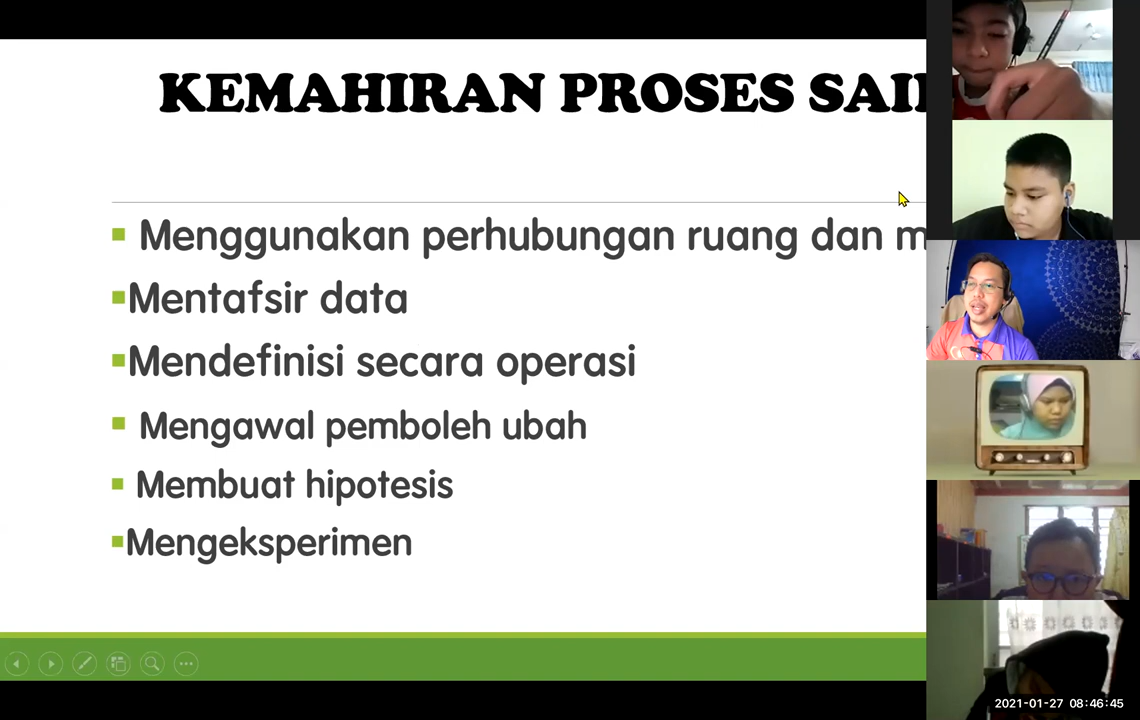 KEMAHIRAN PROSES
Menggunakan perhubungan ruang dan
Mentafsir data
Mendefinisi secara operasi
Mengawal pemboleh ubah
Membuat hipotesis
Mengeksperimen
2021-01-27 08:46:45